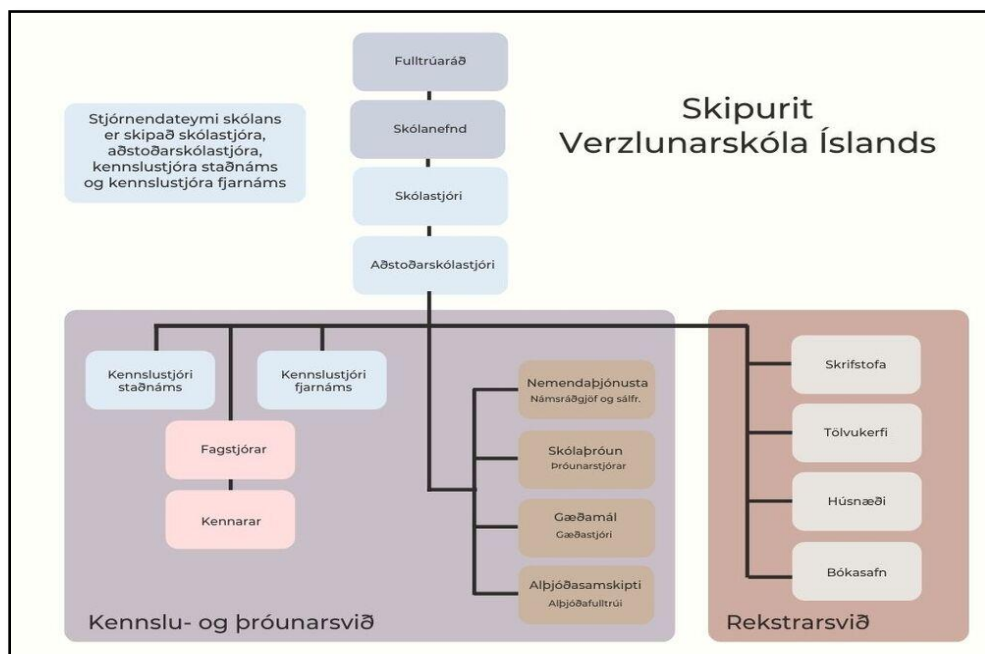 Fulltrúaráð
Skipurit
Verzlunarskóla Íslands
Stjórnendateymi skólans
er skipað skólastjóra,
aðstoðarskólastjóra,
kennslustjóra staðnáms
og kennslustjóra fjarnáms
Skólanefnd
Skólastjóri
Aðstoðarskólastjóri
Kennslustjóri
staðnáms
Kennslustjóri
fjarnáms
Fagstjórar
Kennarar
Nemendaþjónusta
Námsráðgjöf og sálfr.
Skólaþróun
Þróunarstjórar
Gæðamál
Gæðastjóri
Alþjóðasamskipti
Alþjóðafulltrúi
Kennslu- og þróunarsvið
Skrifstofa
Tölvukerfi
Húsnæði
Bókasafn
Rekstrarsvið